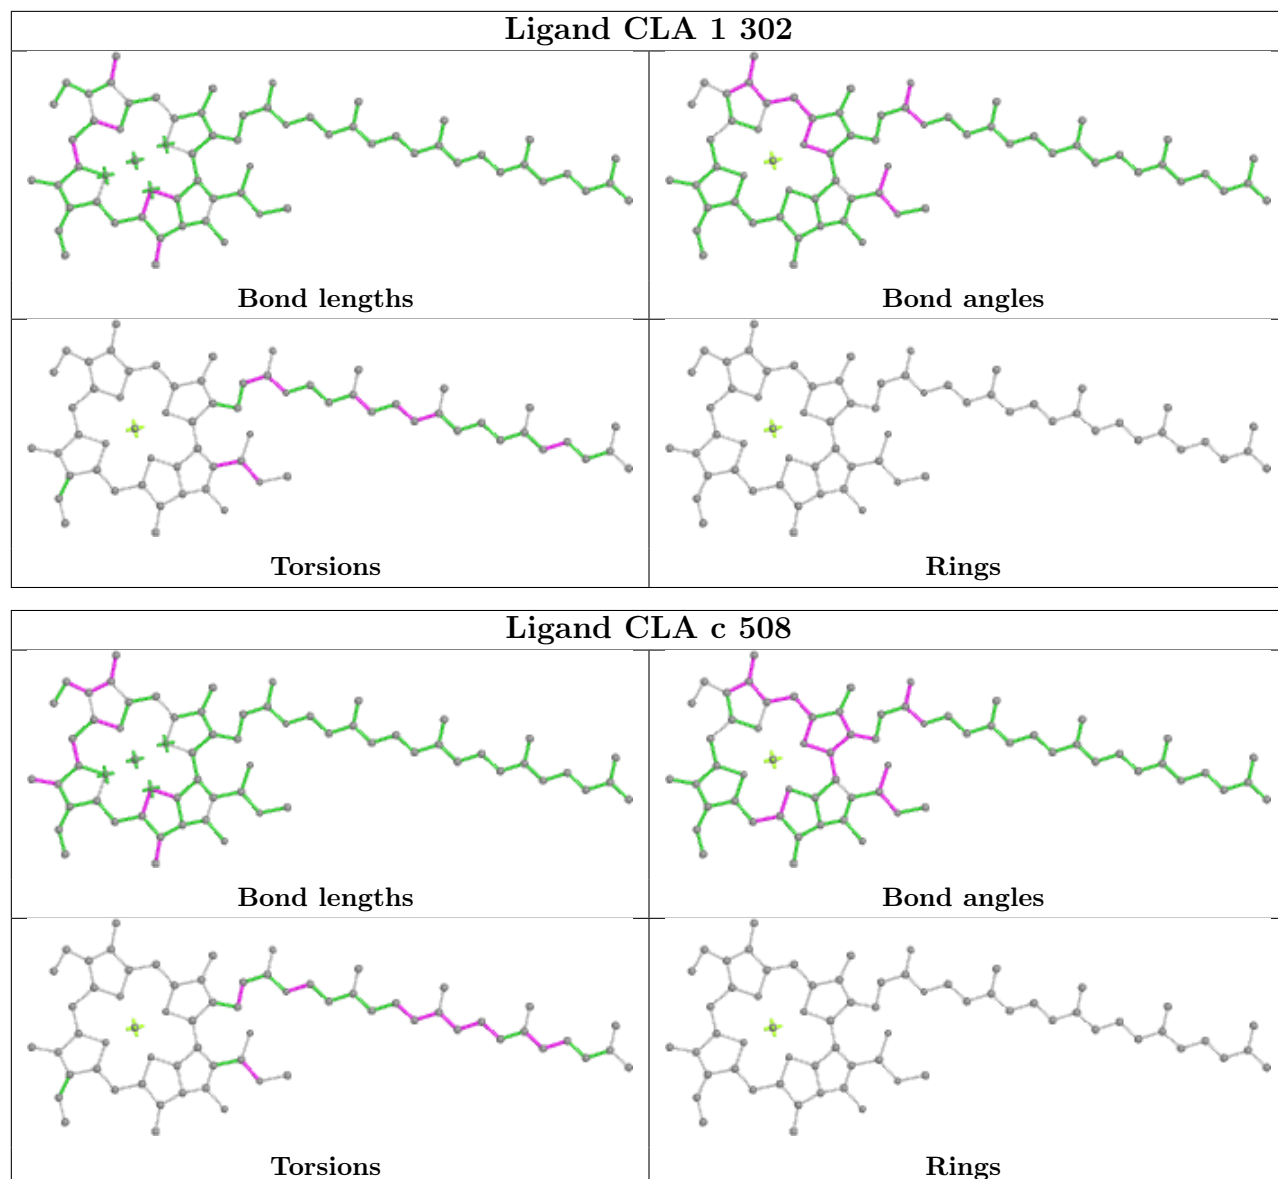 Ligand CLA 1 302
Bond lengths
Bond angles
Torsions
Rings
Ligand CLA c 508
Bond lengths
Bond angles
Torsions
Rings